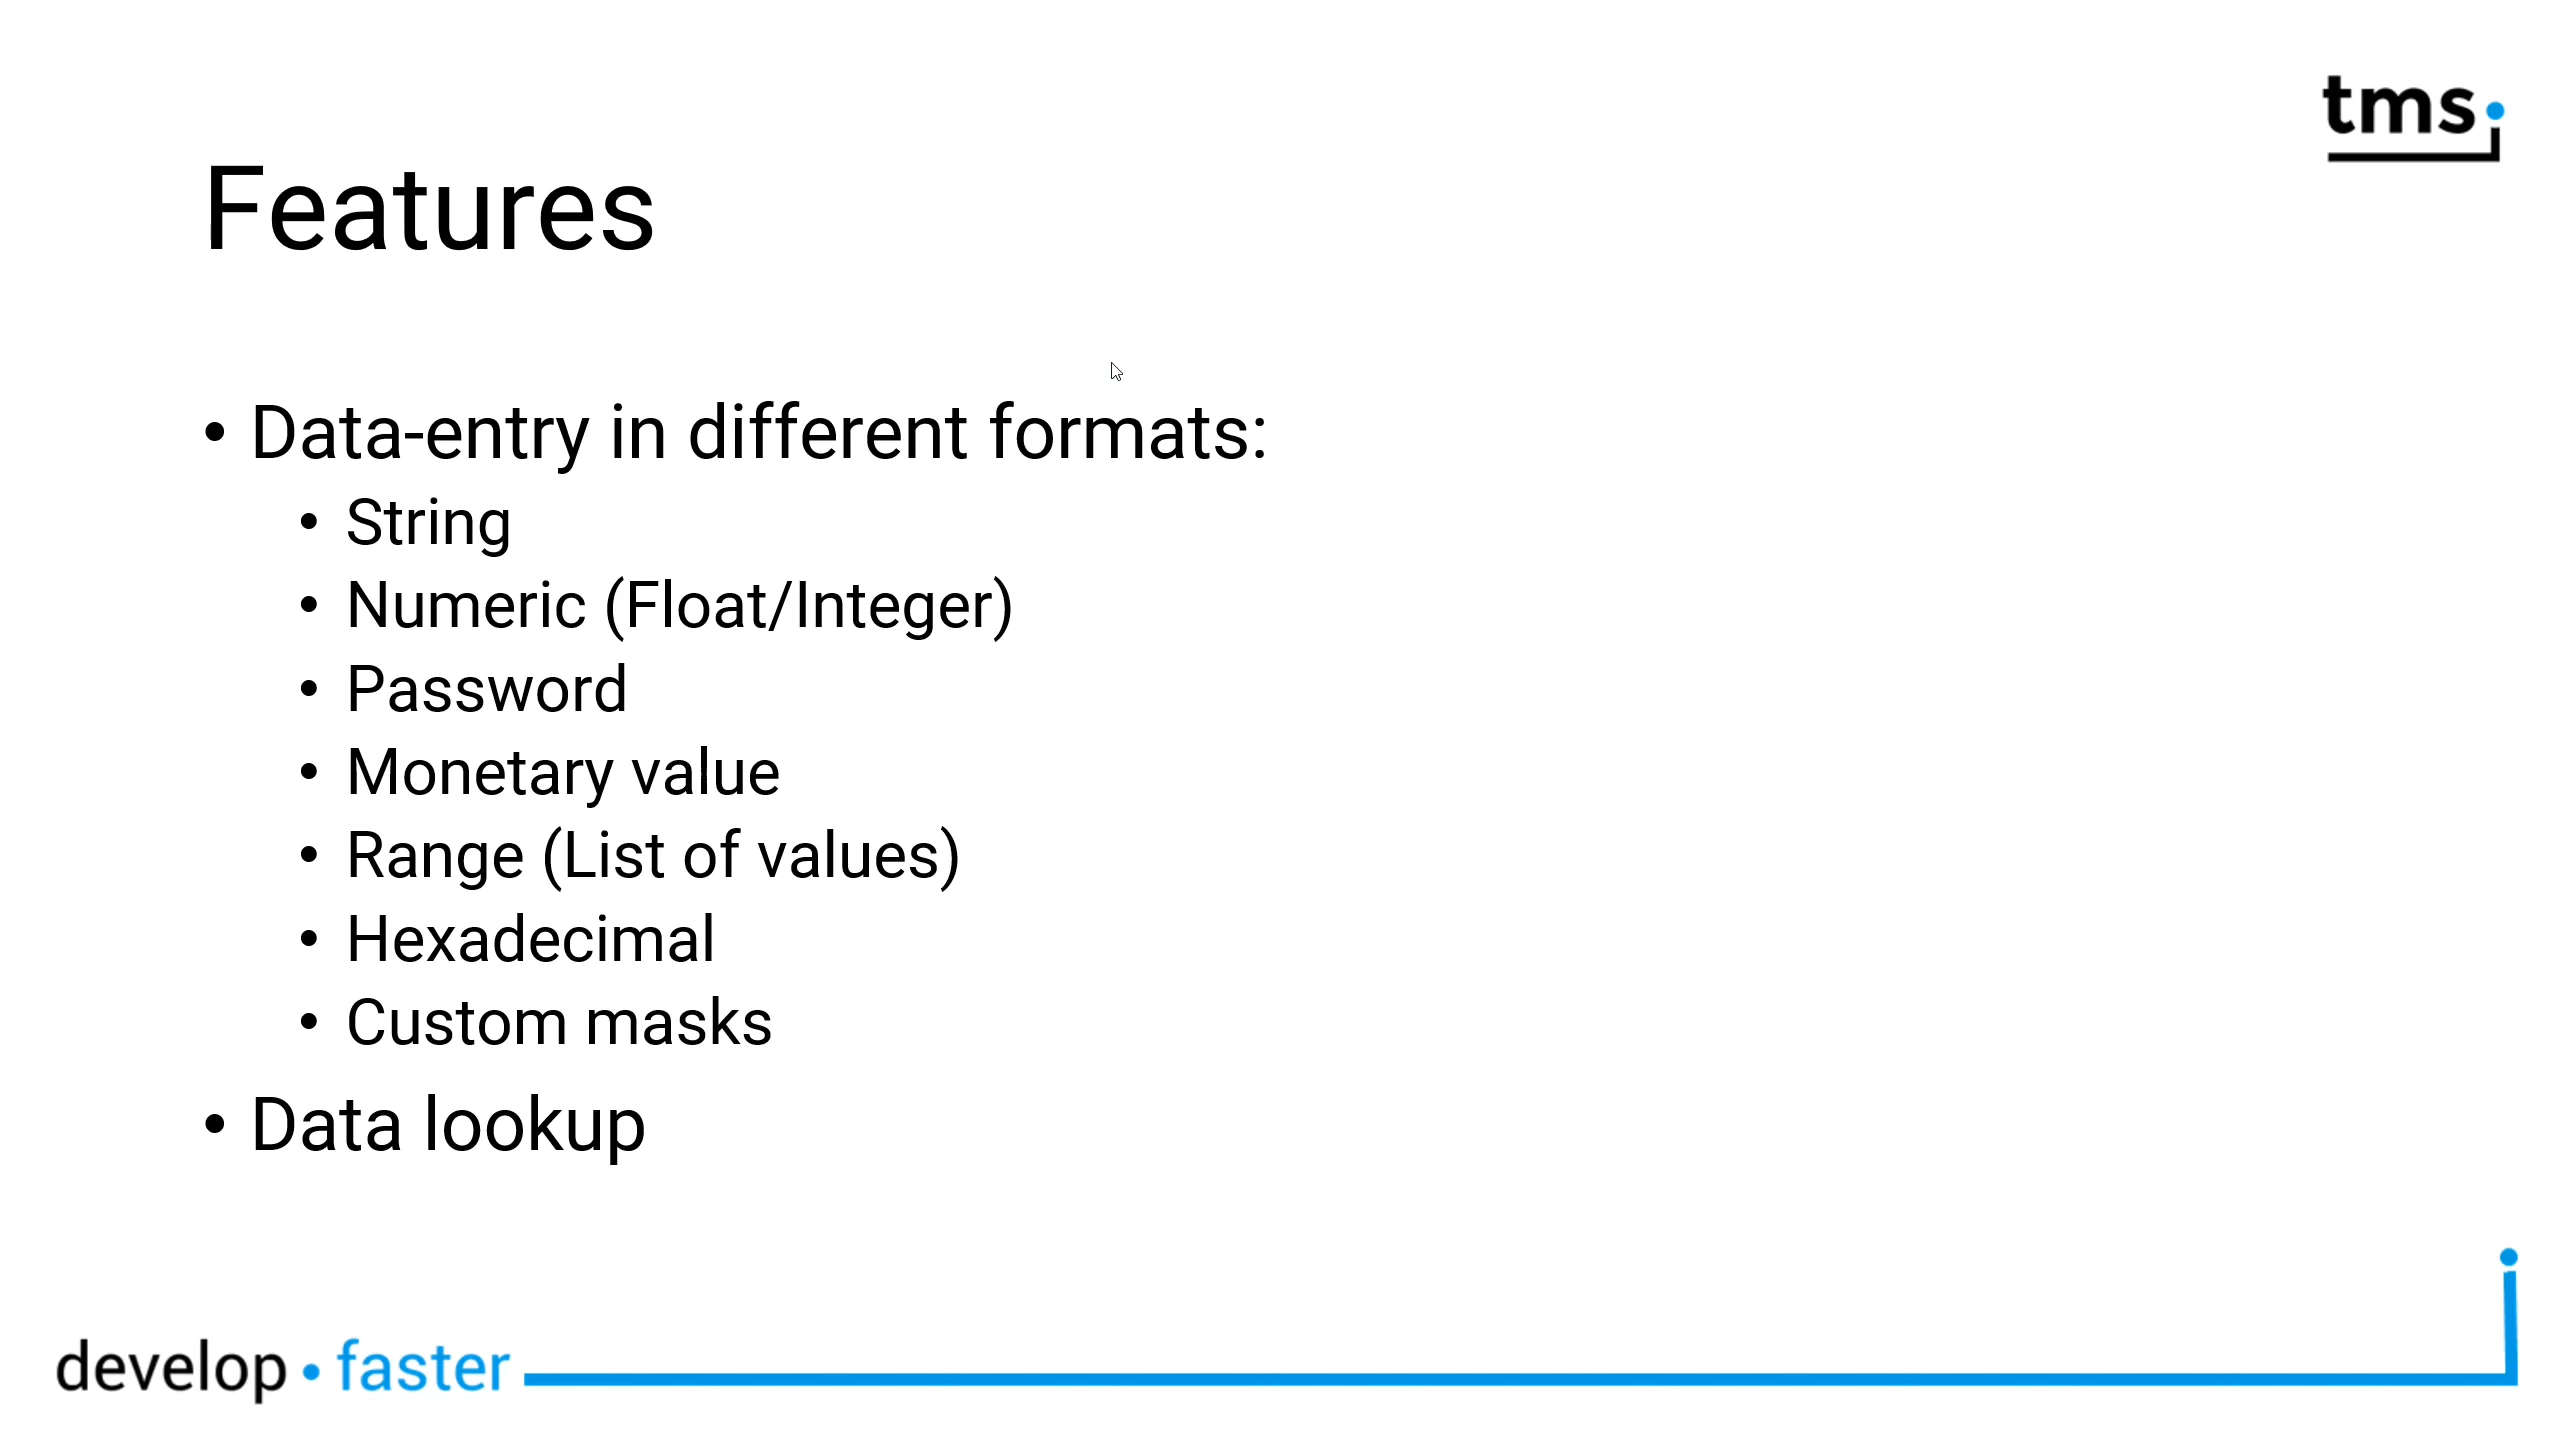 tms
Features
• Data-entry in different formats:
• String
• Numeric (Float/Integer)
• Password
• Monetary value
• Range (List of values)
• Hexadecimal
• Custom masks
• Data lookup
develop • faster